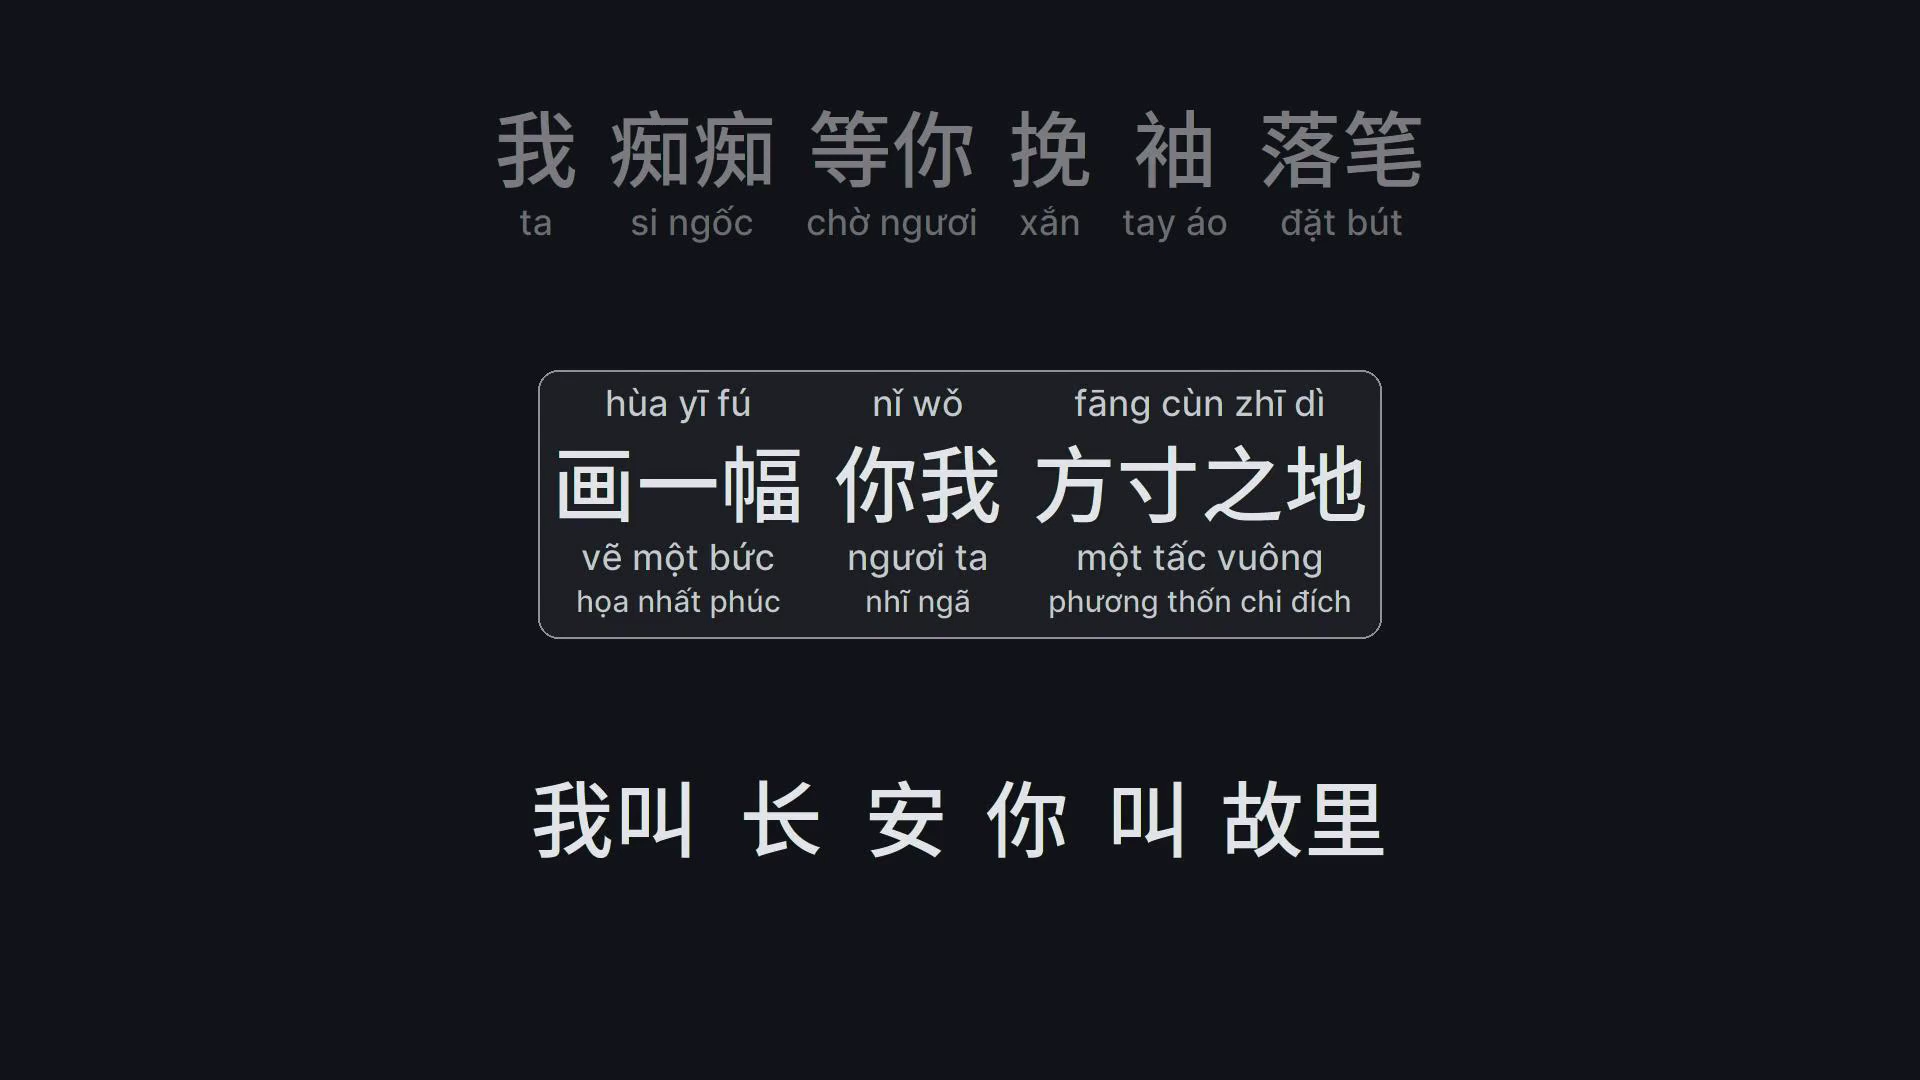 我 痴痴 等你 挽 袖 落笔
ta si ngốc chờ ngươi xắn tay áo đặt bút
hùa yī fú nǐ wǒ fāng cùn zhī dì
画一幅 你我 方寸之地
vẽ một bức ngươi ta một tấc vuông
họa nhất phúc nhĩ ngã phương thốn chi đích
我叫 长 安 你 叫 故里